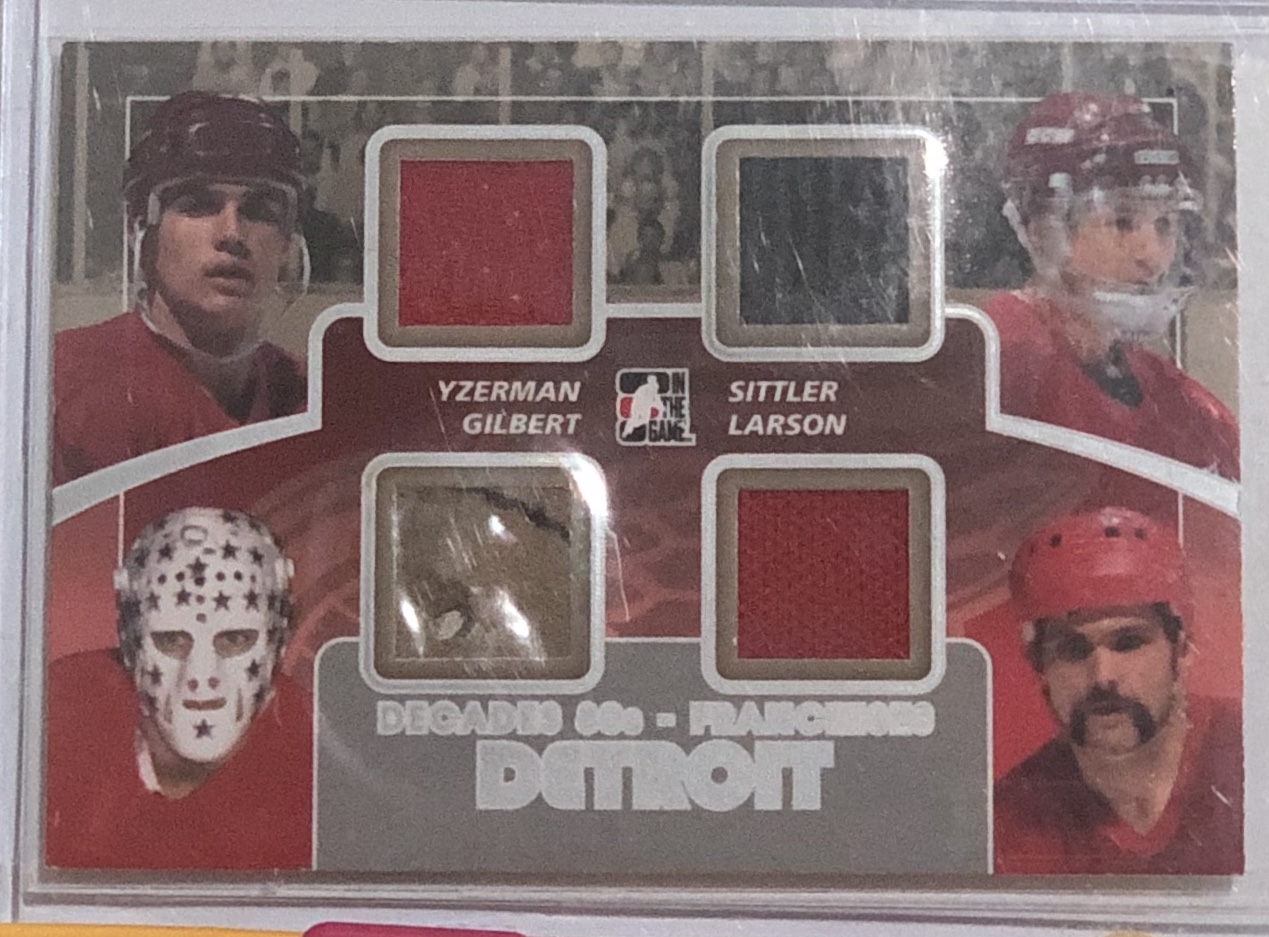 YZERMAN
GILBERT
IN
THE
GAME
SITTLER
LARSON
DECADES 80s - FRANCHISES
DETROIT